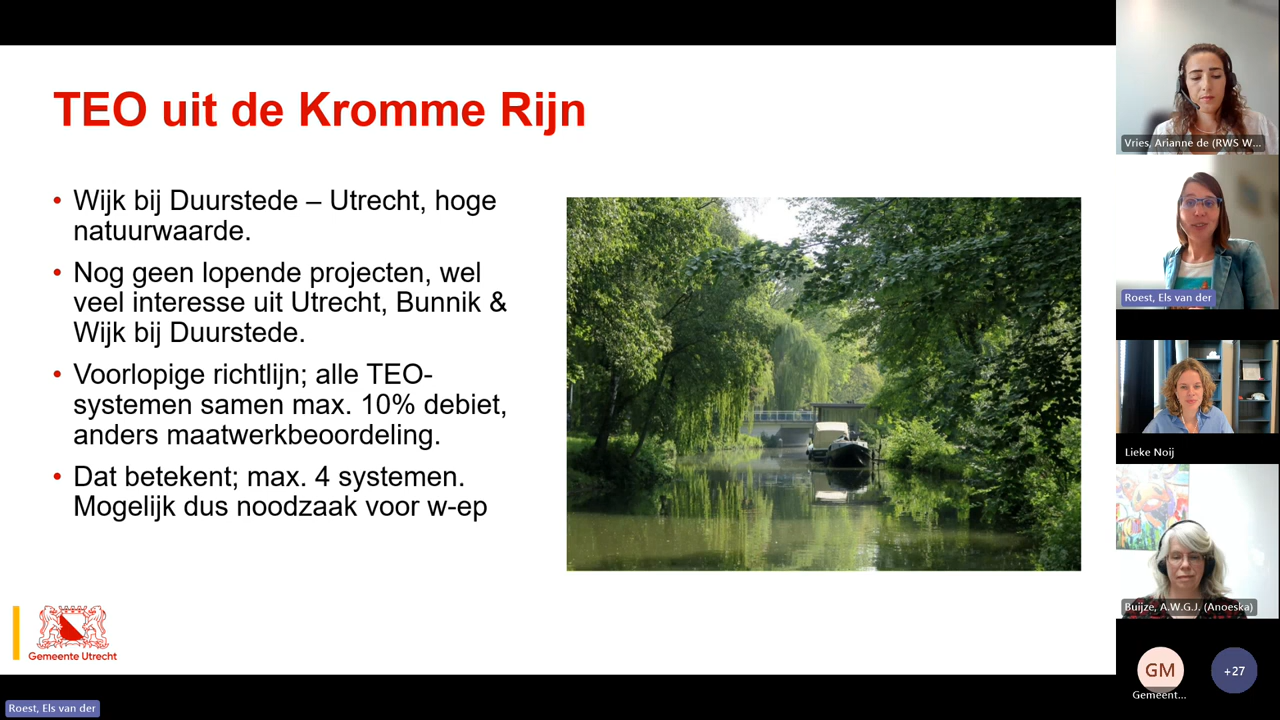 TEO uit de Kromme Rijn
• Wijk bij Duurstede – Utrecht, hoge
natuurwaarde.
• Nog geen lopende projecten, wel
veel interesse uit Utrecht, Bunnik &
Wijk bij Duurstede.
• Voorlopige richtlijn; alle TEO-
systemen samen max. 10% debiet,
anders maatwerkbeoordeling.
• Dat betekent; max. 4 systemen.
Mogelijk dus noodzaak voor w-ep
Gemeente Utrecht
Roest, Els van der
Vries, Arianne de (RWS W...
Roest, Els van der
Lieke Noij
Buijze, A.W.G.J. (Anoeska)
GM
Gemeent...
+27